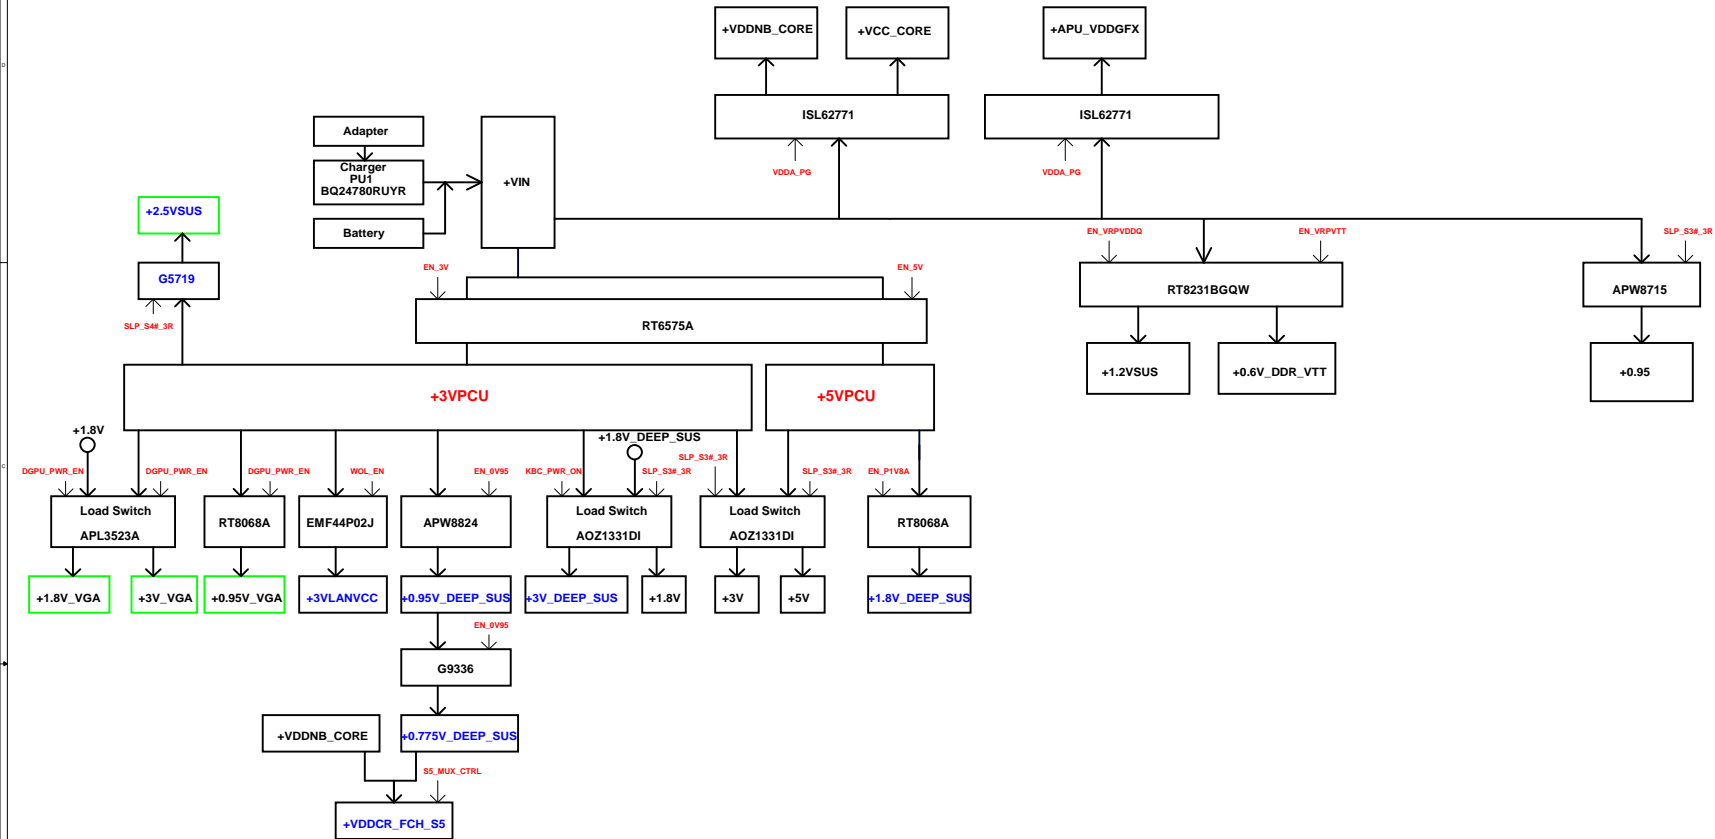 +VDDNB_CORE
+VCC_CORE
+APU_VDDGFX
D
ISL62771
ISL62771
VDDA_PG
VDDA_PG
Adapter
Charger
PU1
BQ24780RUYR
Battery
+VIN
+2.5VSUS
G5719
SLP_S4#_3R
EN_3V
EN_5V
RT6575A
EN_VRPVDDQ
EN_VRPVTT
RT8231BGQW
+1.2VSUS
+0.6V_DDR_VTT
SLP_S3#_3R
APW8715
+0.95
+3VPCU
+5VPCU
+1.8V
+1.8V_DEEP_SUS
C
DGPU_PWR_EN
DGPU_PWR_EN
DGPU_PWR_EN
WOL_EN
EN_0V95
KBC_PWR_ON
SLP_S3#_3R
SLP_S3#_3R
SLP_S3#_3R
EN_P1V8A
Load Switch
APL3523A
RT8068A
EMF44P02J
APW8824
Load Switch
AOZ1331DI
Load Switch
AOZ1331DI
RT8068A
+1.8V_VGA
+3V_VGA
+0.95V_VGA
+3VLANVCC
+0.95V_DEEP_SUS
+3V_DEEP_SUS
+1.8V
+3V
+5V
+1.8V_DEEP_SUS
EN_0V95
G9336
+VDDNB_CORE
+0.775V_DEEP_SUS
S5_MUX_CTRL
+VDDCR_FCH_S5